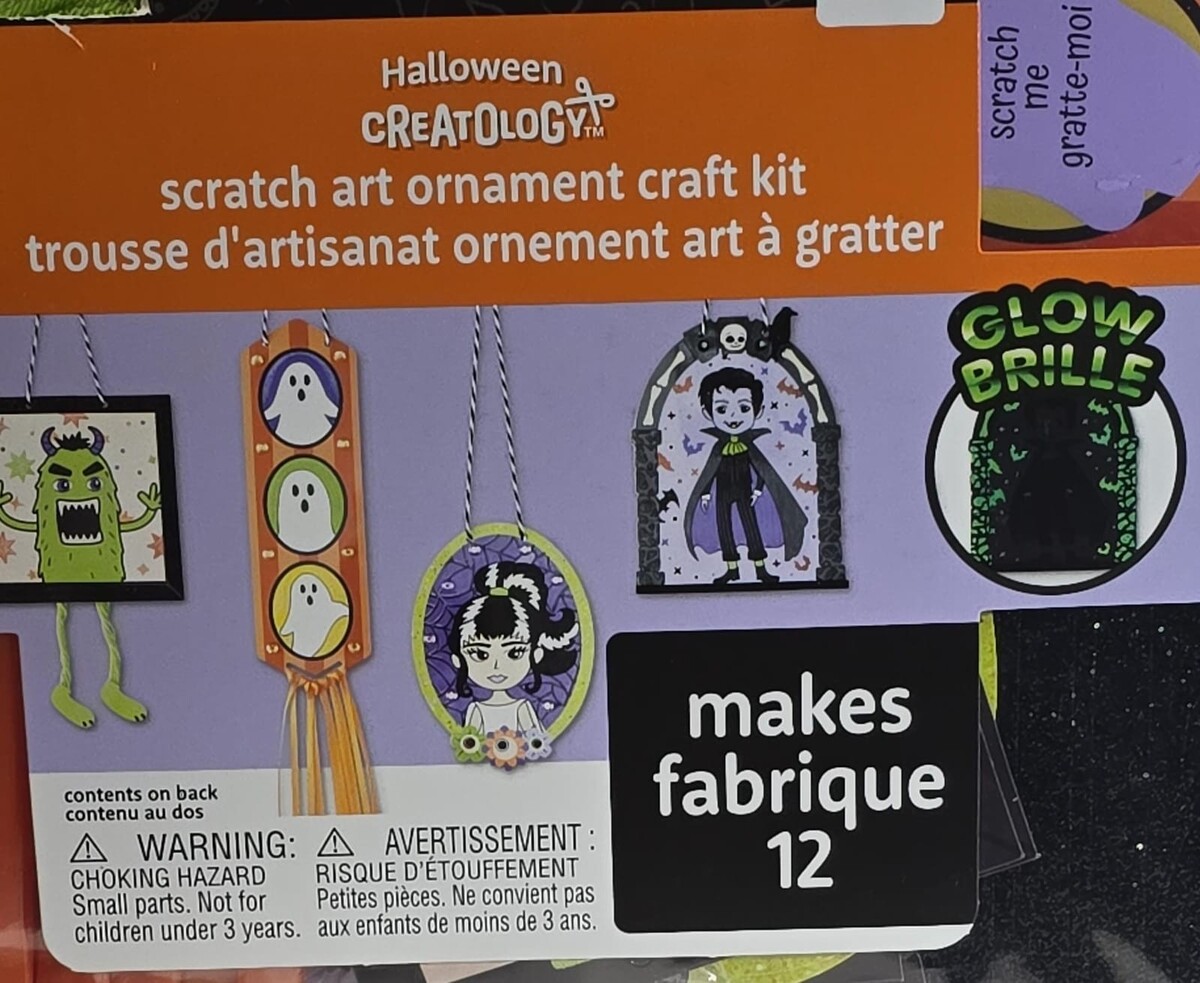 Halloween
CREATOLOGY™
scratch art ornament craft kit
trousse d'artisanat ornement art à gratter
scratch
me
gratte-moi
GLOW
BRILLE
makes
fabrique
12
contents on back
contenu au dos
⚠ WARNING:
CHOKING HAZARD
Small parts. Not for
children under 3 years.
⚠ AVERTISSEMENT :
RISQUE D'ÉTOUFFEMENT
Petites pièces. Ne convient pas
aux enfants de moins de 3 ans.